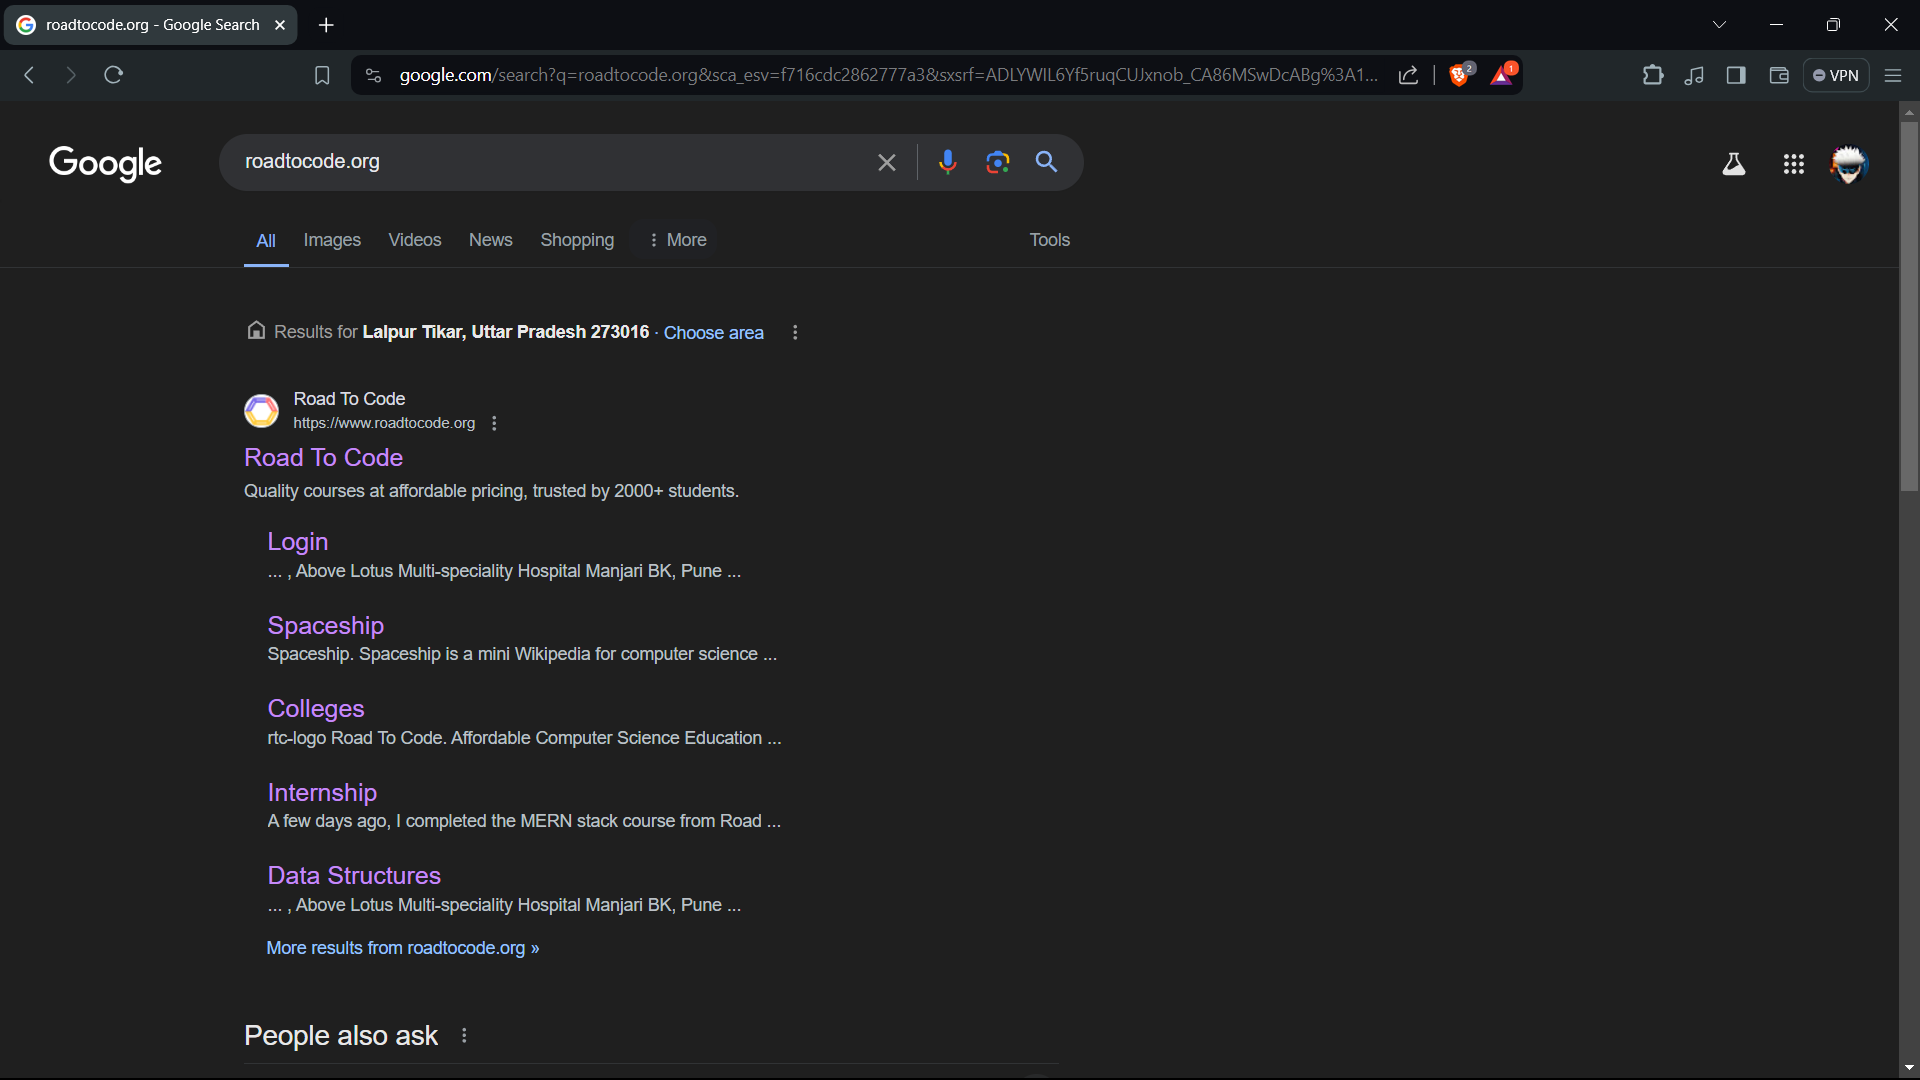 roadtocode.org - Google Search
google.com/search?q=roadtocode.org&sca_esv=f716cdc2862777a3&sxsrf=ADLYWIL6Yf5ruqCUJxnob_CA86MSwDcABg%3A1...
2
1
VPN
Google
roadtocode.org
All Images Videos News Shopping More Tools
Results for Lalpur Tikar, Uttar Pradesh 273016 · Choose area
Road To Code
https://www.roadtocode.org
Road To Code
Quality courses at affordable pricing, trusted by 2000+ students.
Login
... , Above Lotus Multi-speciality Hospital Manjari BK, Pune ...
Spaceship
Spaceship. Spaceship is a mini Wikipedia for computer science ...
Colleges
rtc-logo Road To Code. Affordable Computer Science Education ...
Internship
A few days ago, I completed the MERN stack course from Road ...
Data Structures
... , Above Lotus Multi-speciality Hospital Manjari BK, Pune ...
More results from roadtocode.org »
People also ask